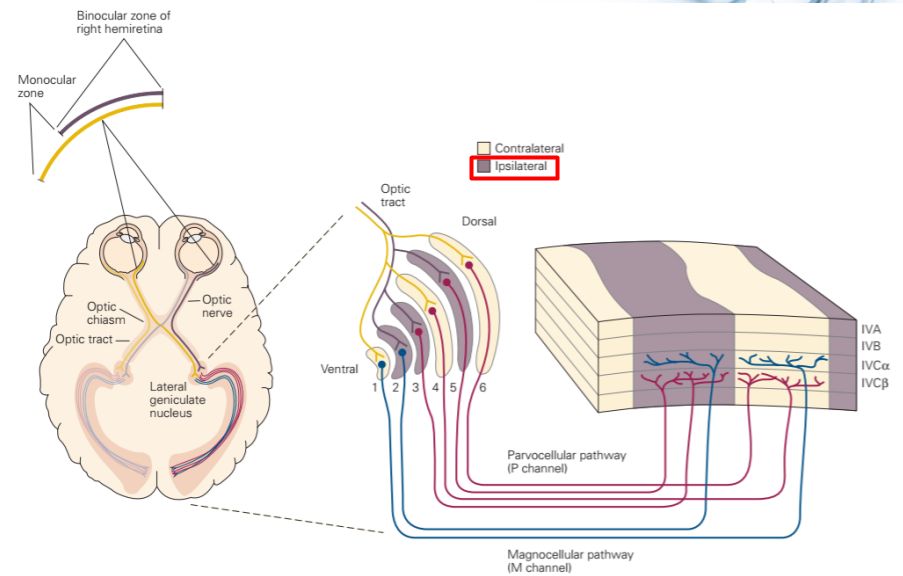 Binocular zone of
right hemiretina
Monocular
zone
Contralateral
Ipsilateral
Optic
tract
Dorsal
Optic
chiasm
Optic
nerve
Optic tract
Lateral
geniculate
nucleus
Ventral
1 2 3 4 5 6
IVA
IVB
IVCα
IVCβ
Parvocellular pathway
(P channel)
Magnocellular pathway
(M channel)